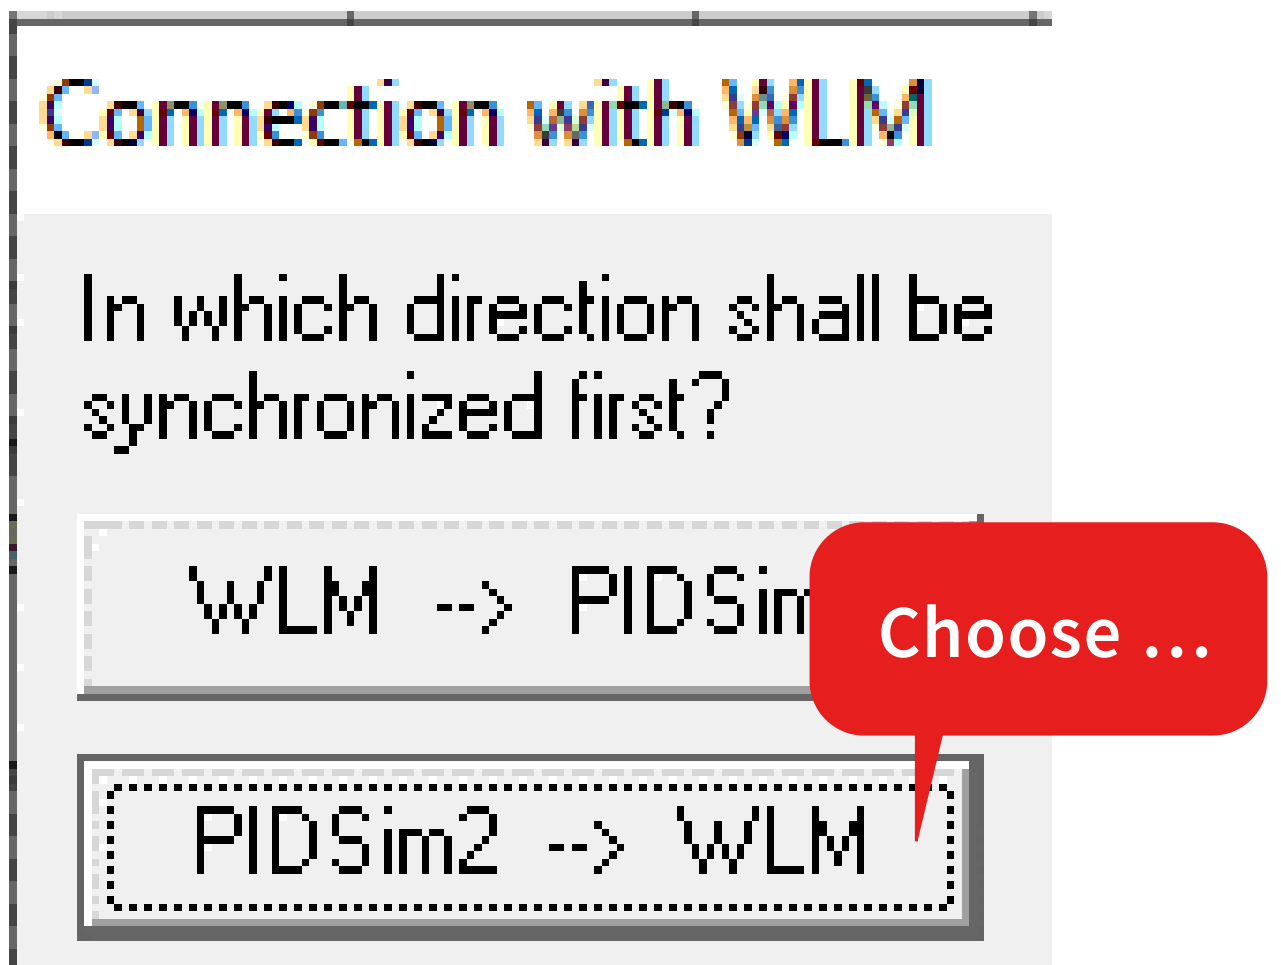 Connection with WLM
In which direction shall be
synchronized first?
WLM --> PIDSim
Choose ...
PIDSim2 --> WLM